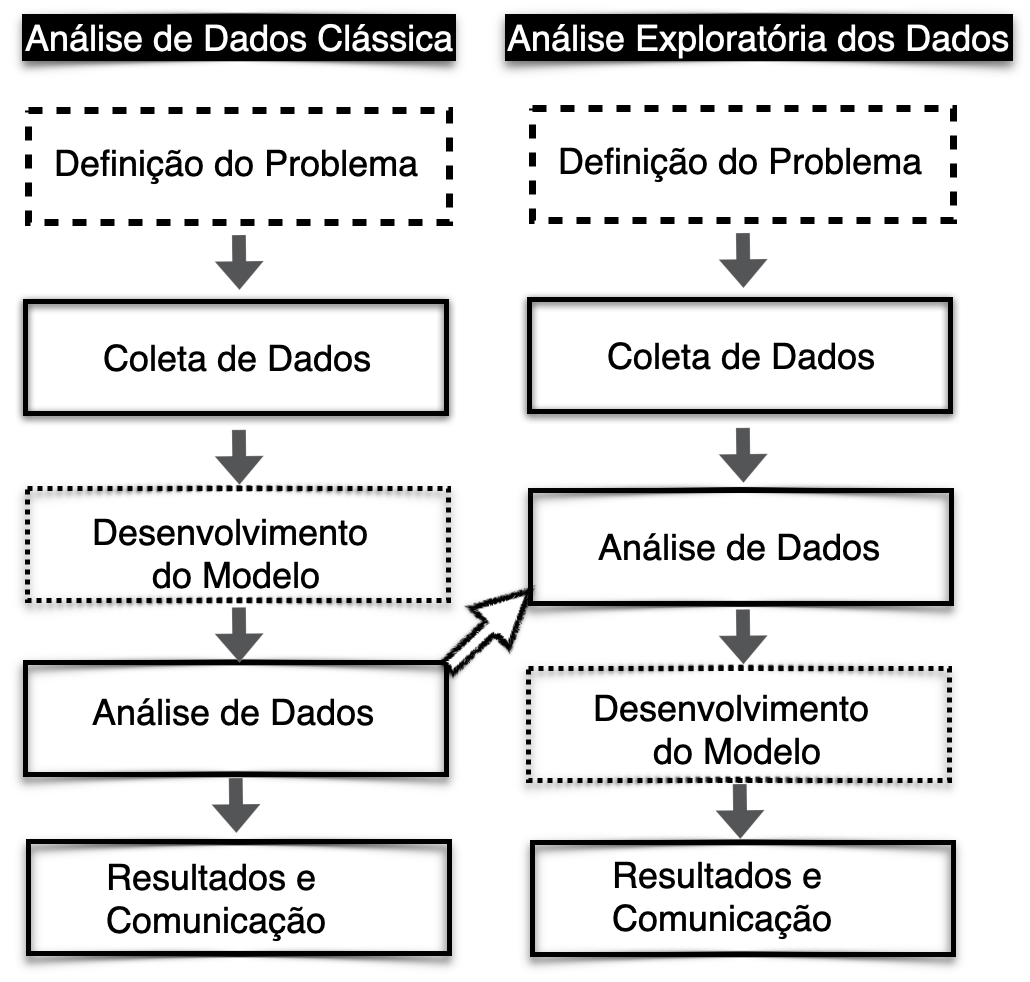 Análise de Dados Clássica
Definição do Problema
Coleta de Dados
Desenvolvimento
do Modelo
Análise de Dados
Resultados e
Comunicação
Análise Exploratória dos Dados
Definição do Problema
Coleta de Dados
Análise de Dados
Desenvolvimento
do Modelo
Resultados e
Comunicação